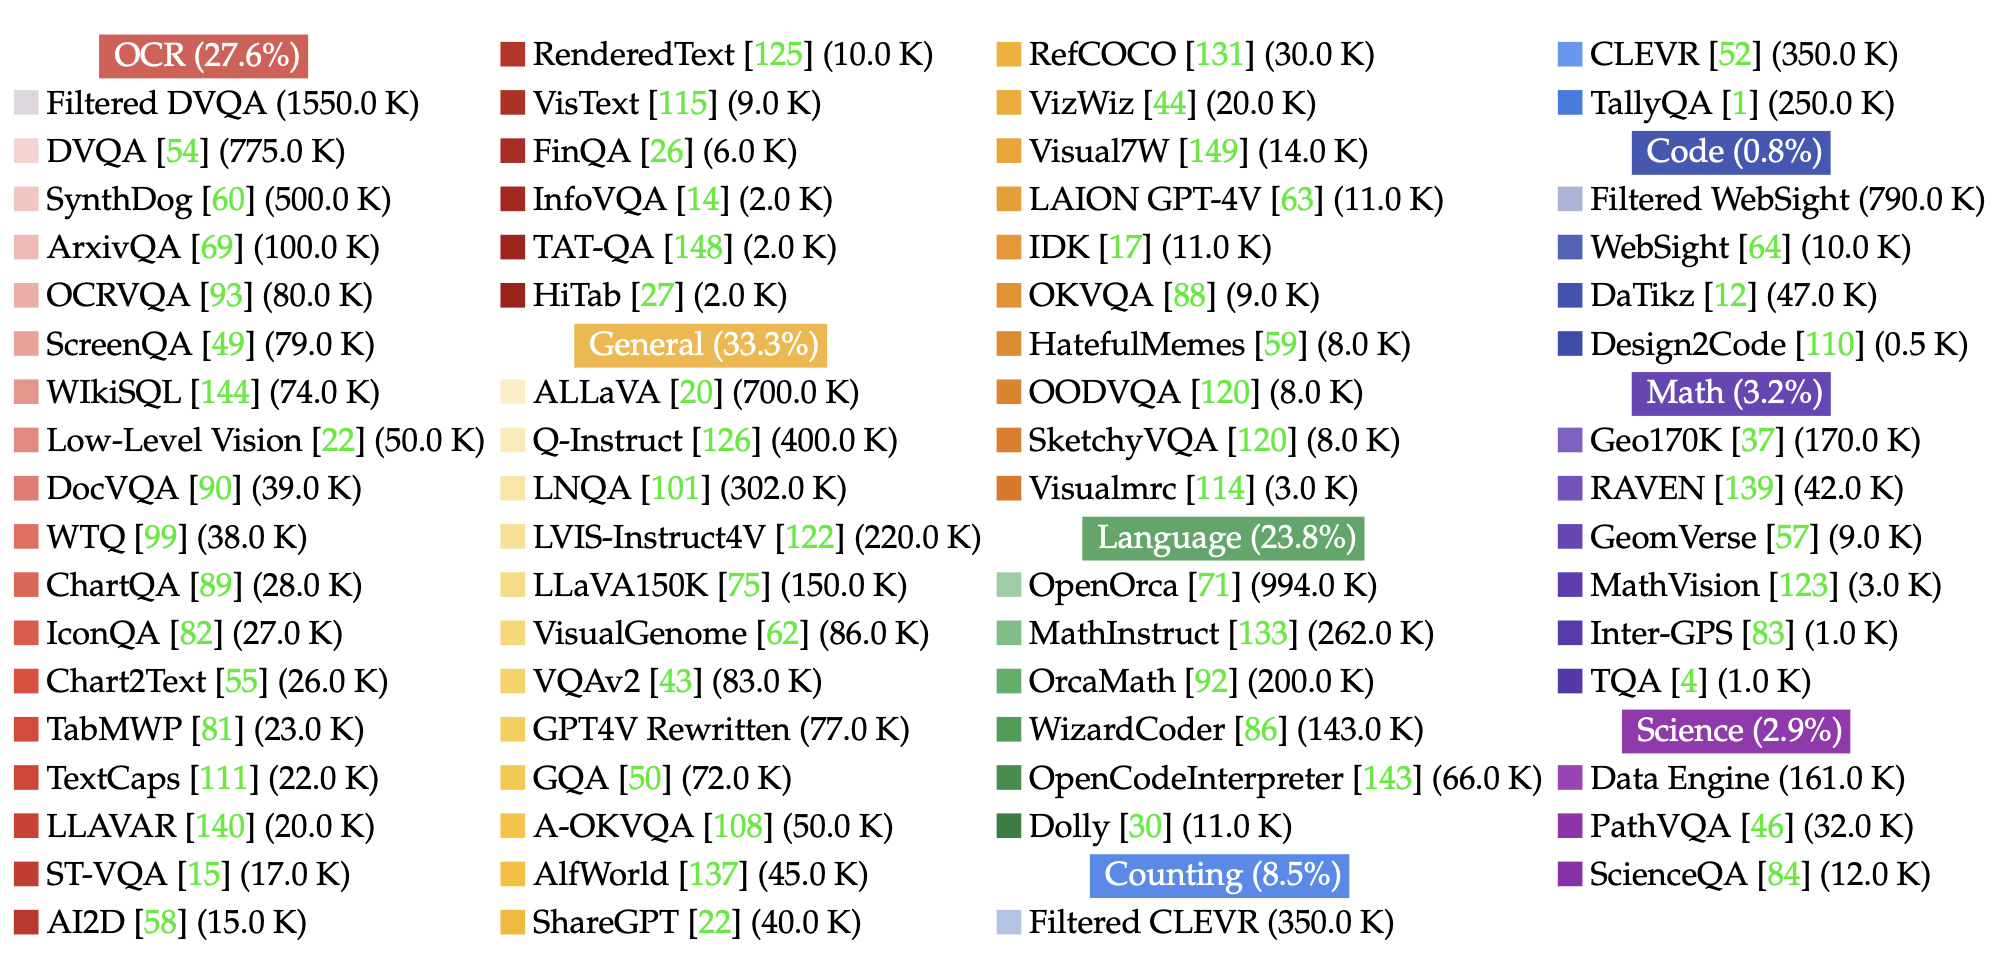 OCR (27.6%)
Filtered DVQA (1550.0 K)
DVQA [54] (775.0 K)
SynthDog [60] (500.0 K)
ArxivQA [69] (100.0 K)
OCRVQA [93] (80.0 K)
ScreenQA [49] (79.0 K)
WIkiSQL [144] (74.0 K)
Low-Level Vision [22] (50.0 K)
DocVQA [90] (39.0 K)
WTQ [99] (38.0 K)
ChartQA [89] (28.0 K)
IconQA [82] (27.0 K)
Chart2Text [55] (26.0 K)
TabMWP [81] (23.0 K)
TextCaps [111] (22.0 K)
LLAVAR [140] (20.0 K)
ST-VQA [15] (17.0 K)
AI2D [58] (15.0 K)
RenderedText [125] (10.0 K)
VisText [115] (9.0 K)
FinQA [26] (6.0 K)
InfoVQA [14] (2.0 K)
TAT-QA [148] (2.0 K)
HiTab [27] (2.0 K)
General (33.3%)
ALLaVA [20] (700.0 K)
Q-Instruct [126] (400.0 K)
LNQA [101] (302.0 K)
LVIS-Instruct4V [122] (220.0 K)
LLaVA150K [75] (150.0 K)
VisualGenome [62] (86.0 K)
VQAv2 [43] (83.0 K)
GPT4V Rewritten (77.0 K)
GQA [50] (72.0 K)
A-OKVQA [108] (50.0 K)
AlfWorld [137] (45.0 K)
ShareGPT [22] (40.0 K)
RefCOCO [131] (30.0 K)
VizWiz [44] (20.0 K)
Visual7W [149] (14.0 K)
LAION GPT-4V [63] (11.0 K)
IDK [17] (11.0 K)
OKVQA [88] (9.0 K)
HatefulMemes [59] (8.0 K)
OODVQA [120] (8.0 K)
SketchyVQA [120] (8.0 K)
Visualmrc [114] (3.0 K)
Language (23.8%)
OpenOrca [71] (994.0 K)
MathInstruct [133] (262.0 K)
OrcaMath [92] (200.0 K)
WizardCoder [86] (143.0 K)
OpenCodeInterpreter [143] (66.0 K)
Dolly [30] (11.0 K)
Counting (8.5%)
Filtered CLEVR (350.0 K)
CLEVR [52] (350.0 K)
TallyQA [1] (250.0 K)
Code (0.8%)
Filtered WebSight (790.0 K)
WebSight [64] (10.0 K)
DaTikz [12] (47.0 K)
Design2Code [110] (0.5 K)
Math (3.2%)
Geo170K [37] (170.0 K)
RAVEN [139] (42.0 K)
GeomVerse [57] (9.0 K)
MathVision [123] (3.0 K)
Inter-GPS [83] (1.0 K)
TQA [4] (1.0 K)
Science (2.9%)
Data Engine (161.0 K)
PathVQA [46] (32.0 K)
ScienceQA [84] (12.0 K)